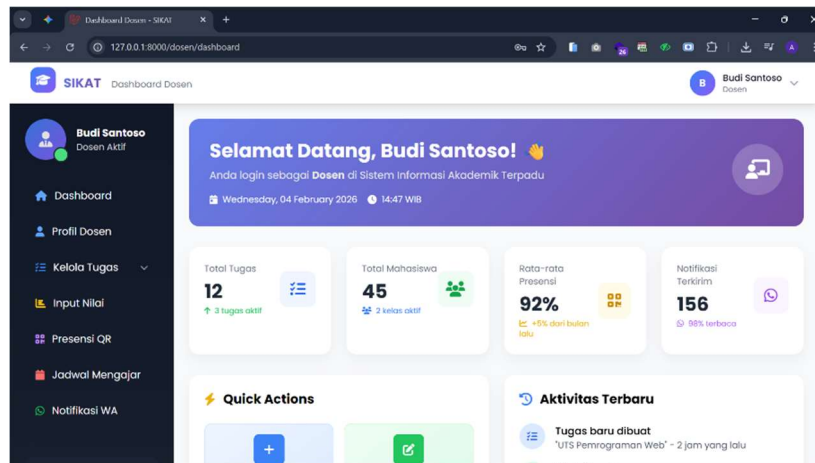 Dashboard Dosen - SIKAT
127.0.0.1:8000/dosen/dashboard
26
A
SIKAT Dashboard Dosen
B
Budi Santoso
Dosen
Budi Santoso
Dosen Aktif
Dashboard
Profil Dosen
Kelola Tugas
Input Nilai
Presensi QR
Jadwal Mengajar
Notifikasi WA
Selamat Datang, Budi Santoso! 👋
Anda login sebagai Dosen di Sistem Informasi Akademik Terpadu
Wednesday, 04 February 2026 14:47 WIB
Total Tugas
12
↑ 3 tugas aktif
Total Mahasiswa
45
2 kelas aktif
Rata-rata
Presensi
92%
+5% dari bulan
lalu
Notifikasi
Terkirim
156
98% terbaca
Quick Actions
Aktivitas Terbaru
Tugas baru dibuat
"UTS Pemrograman Web" - 2 jam yang lalu